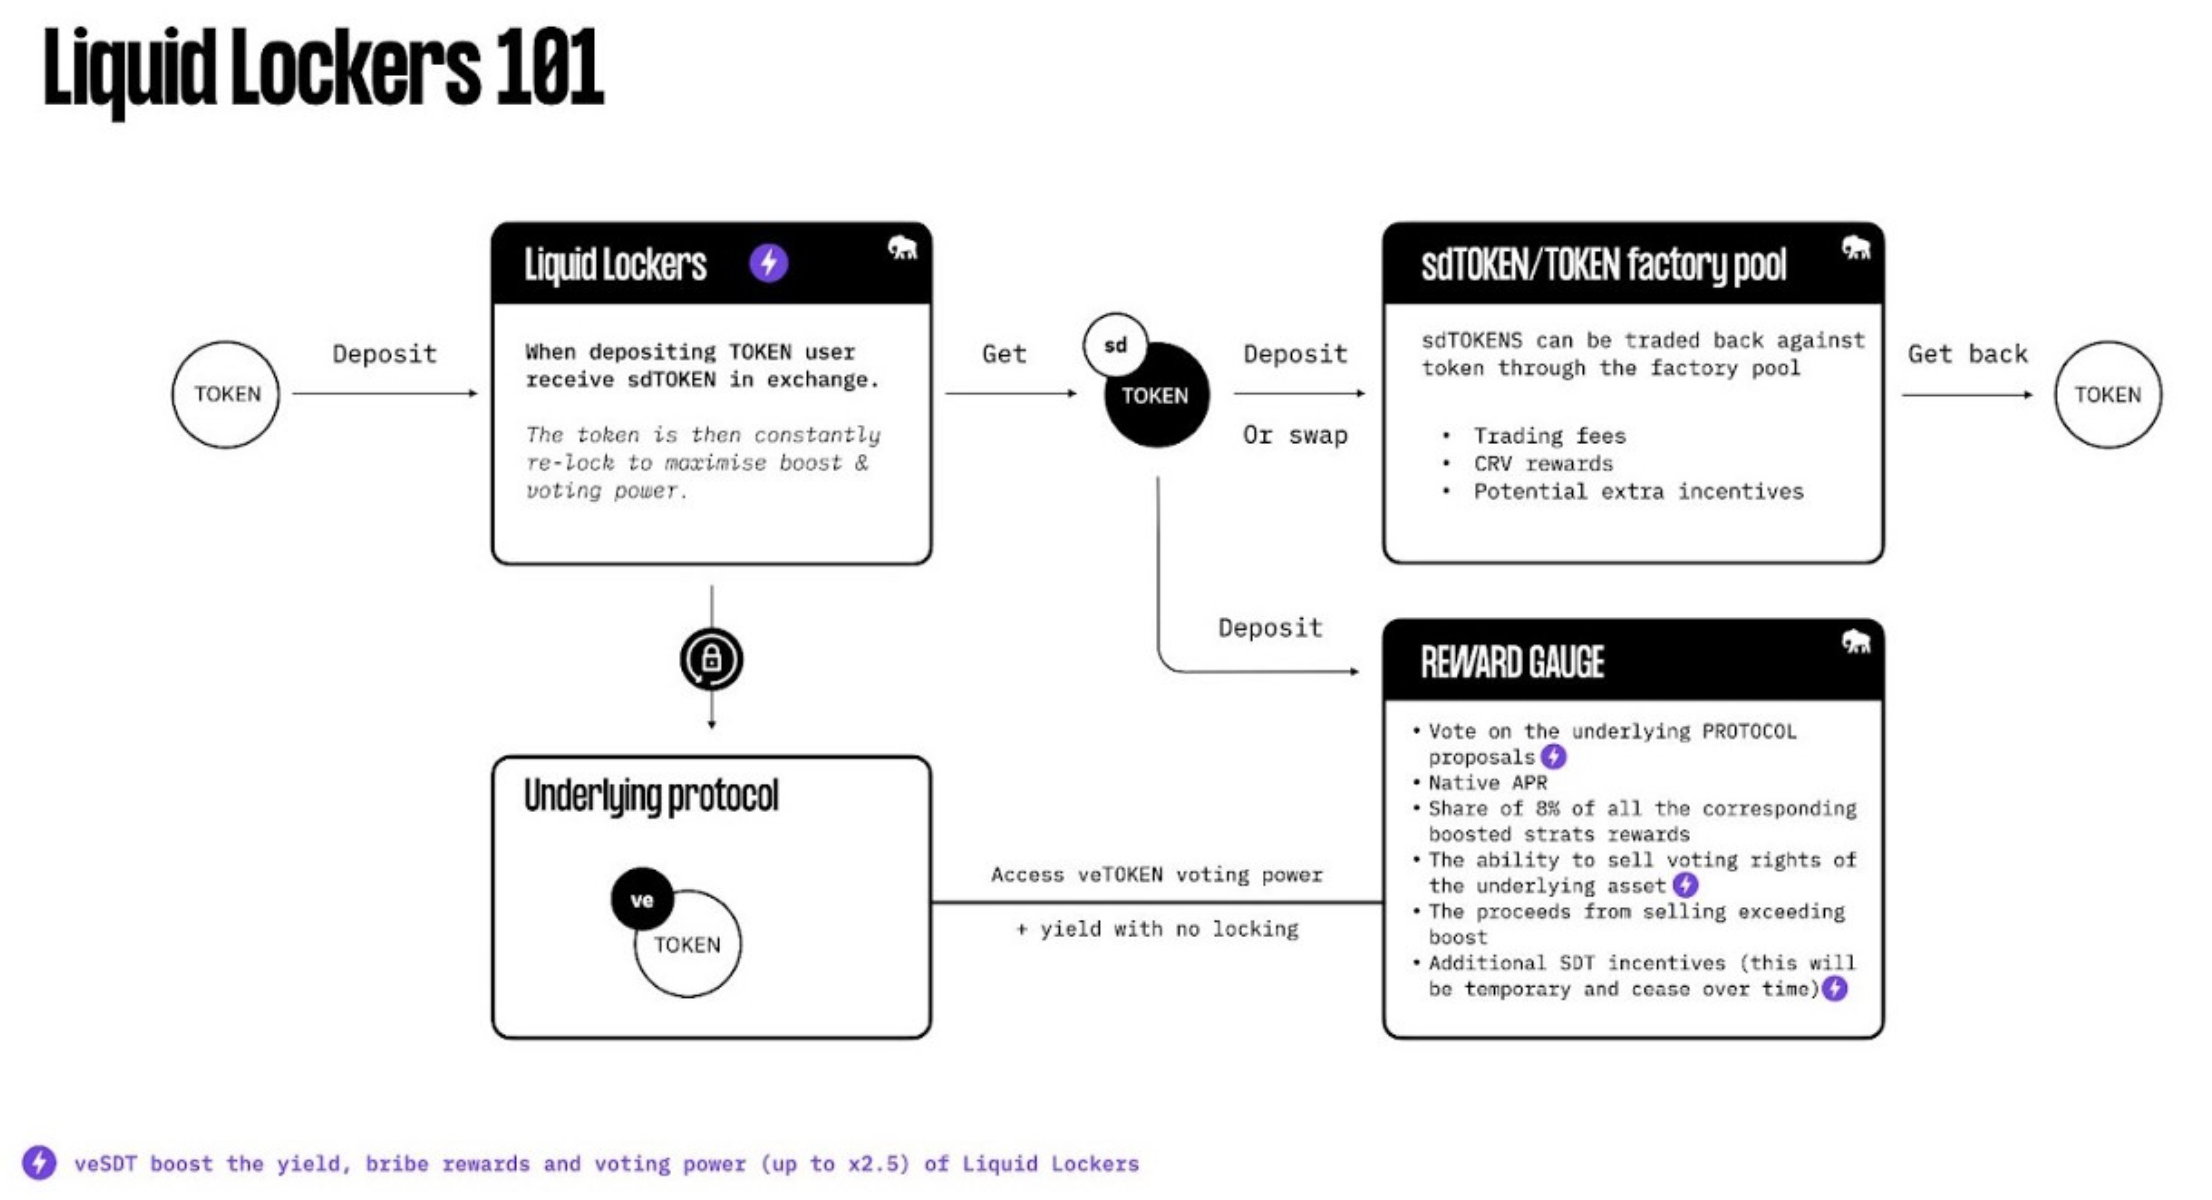 Liquid Lockers 101
TOKEN
Deposit
Liquid Lockers
When depositing TOKEN user
receive sdTOKEN in exchange.
The token is then constantly
re-lock to maximise boost &
voting power.
Get
sd
TOKEN
Deposit
Or swap
sdTOKEN/TOKEN factory pool
sdTOKENS can be traded back against
token through the factory pool
• Trading fees
• CRV rewards
• Potential extra incentives
Get back
TOKEN
Deposit
REWARD GAUGE
• Vote on the underlying PROTOCOL
proposals
• Native APR
• Share of 8% of all the corresponding
boosted strats rewards
• The ability to sell voting rights of
the underlying asset
• The proceeds from selling exceeding
boost
• Additional SDT incentives (this will
be temporary and cease over time)
Underlying protocol
ve
TOKEN
Access veTOKEN voting power
+ yield with no locking
veSDT boost the yield, bribe rewards and voting power (up to x2.5) of Liquid Lockers